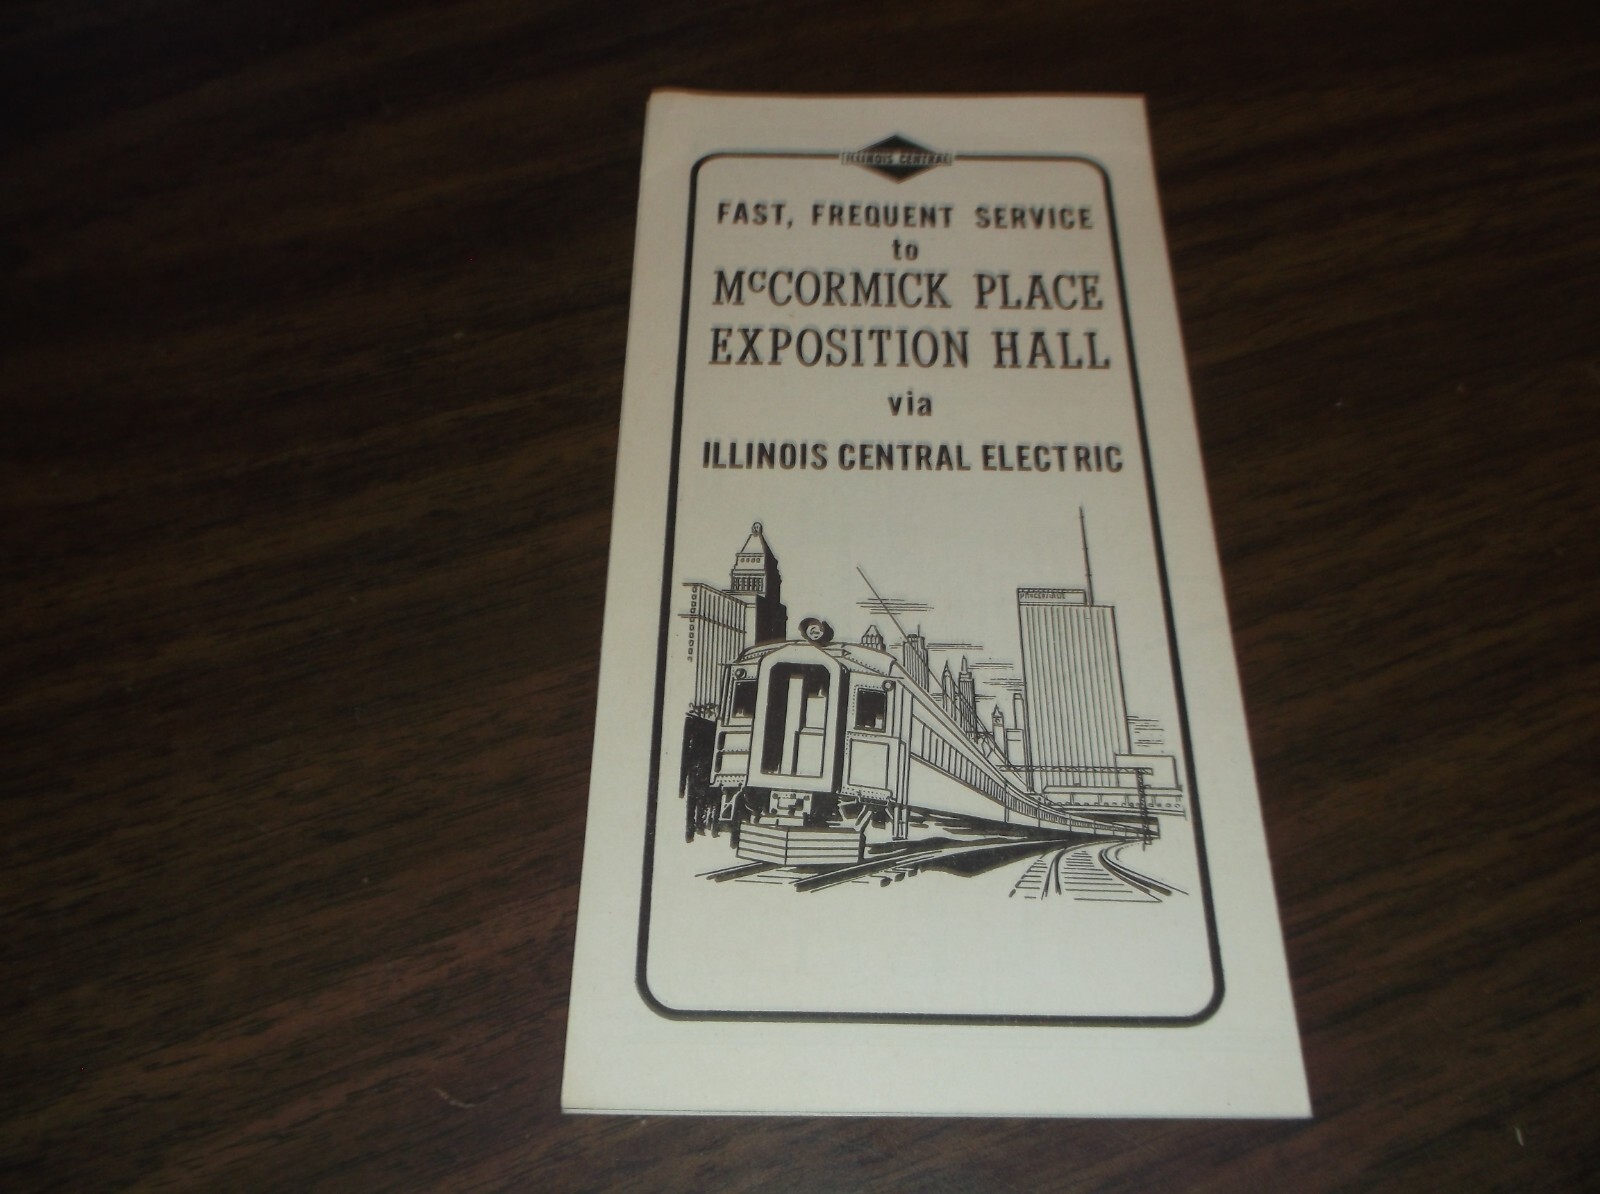 ILLINOIS CENTRAL
FAST, FREQUENT SERVICE
to
McCORMICK PLACE
EXPOSITION HALL
via
ILLINOIS CENTRAL ELECTRIC